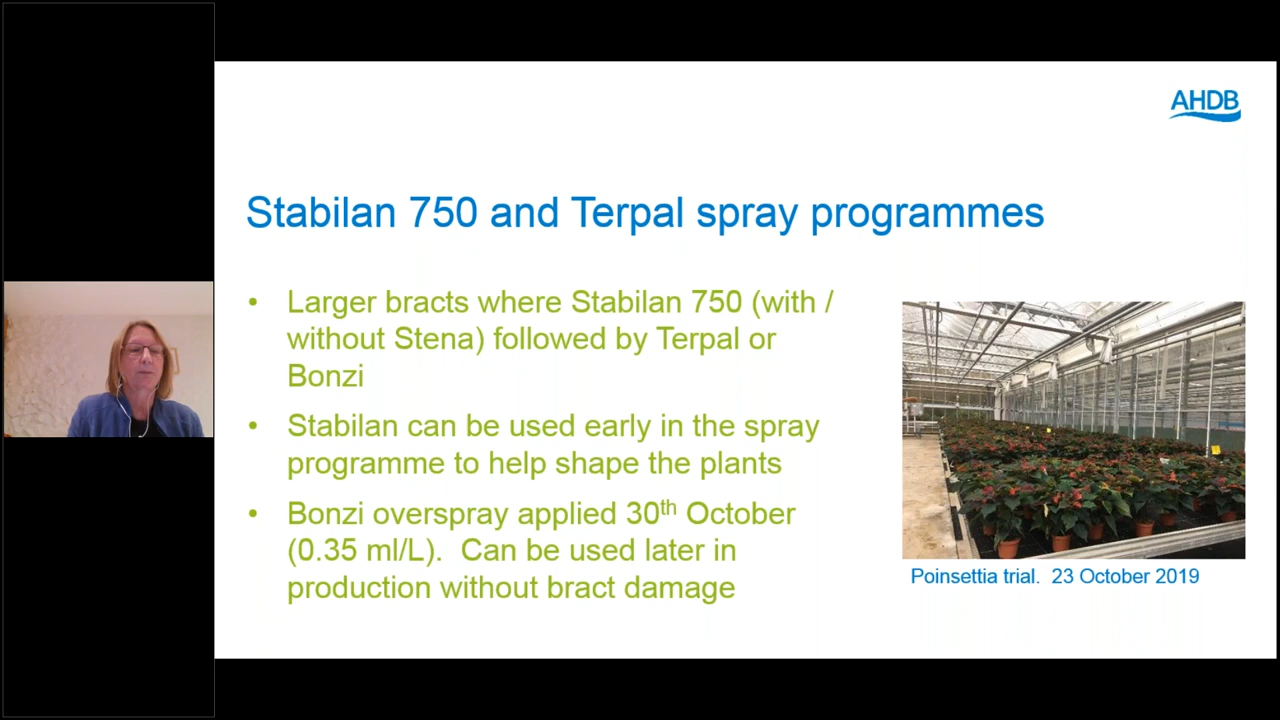 AHDB
Stabilan 750 and Terpal spray programmes
• Larger bracts where Stabilan 750 (with /
without Stena) followed by Terpal or
Bonzi
• Stabilan can be used early in the spray
programme to help shape the plants
• Bonzi overspray applied 30th October
(0.35 ml/L).  Can be used later in
production without bract damage
Poinsettia trial.  23 October 2019